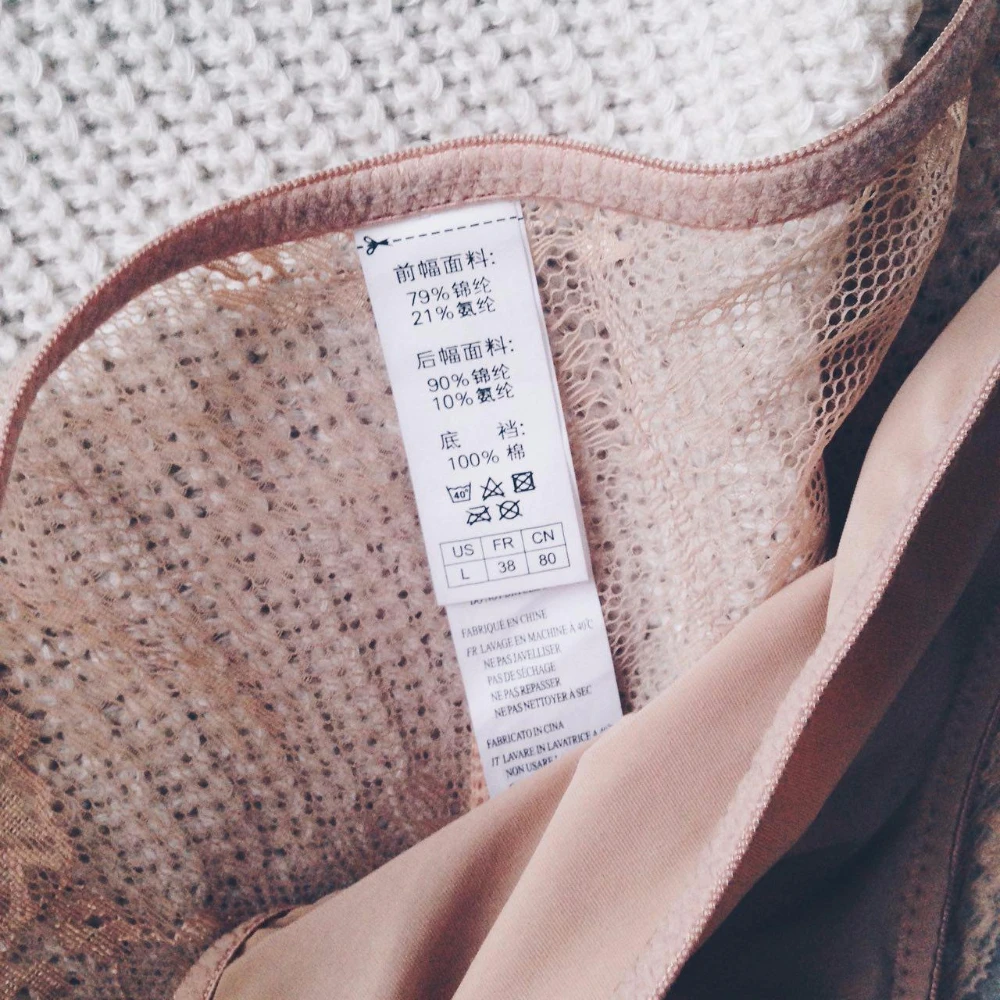 前幅面料:
79%锦纶
21%氨纶
后幅面料:
90%锦纶
10%氨纶
底 裆:
100% 棉
40°
US FR CN
L 38 80
FABRIQUÉ EN CHINE
FR LAVAGE EN MACHINE À 40°C
NE PAS JAVELLISER
PAS DE SÉCHAGE
NE PAS REPASSER
NE PAS NETTOYER A SEC
FABRICATO IN CINA
IT LAVARE IN LAVATRICE A
NON USARE